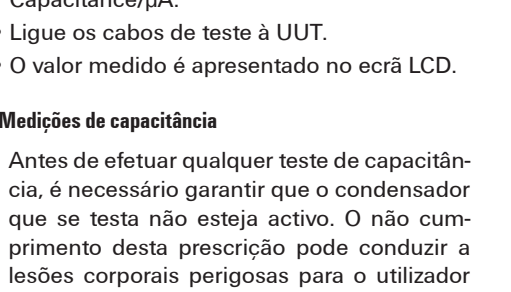 Capacitance/µA.
• Ligue os cabos de teste à UUT.
• O valor medido é apresentado no ecrã LCD.
Medições de capacitância
Antes de efetuar qualquer teste de capacitân-
cia, é necessário garantir que o condensador
que se testa não esteja activo. O não cum-
primento desta prescrição pode conduzir a
lesões corporais perigosas para o utilizador